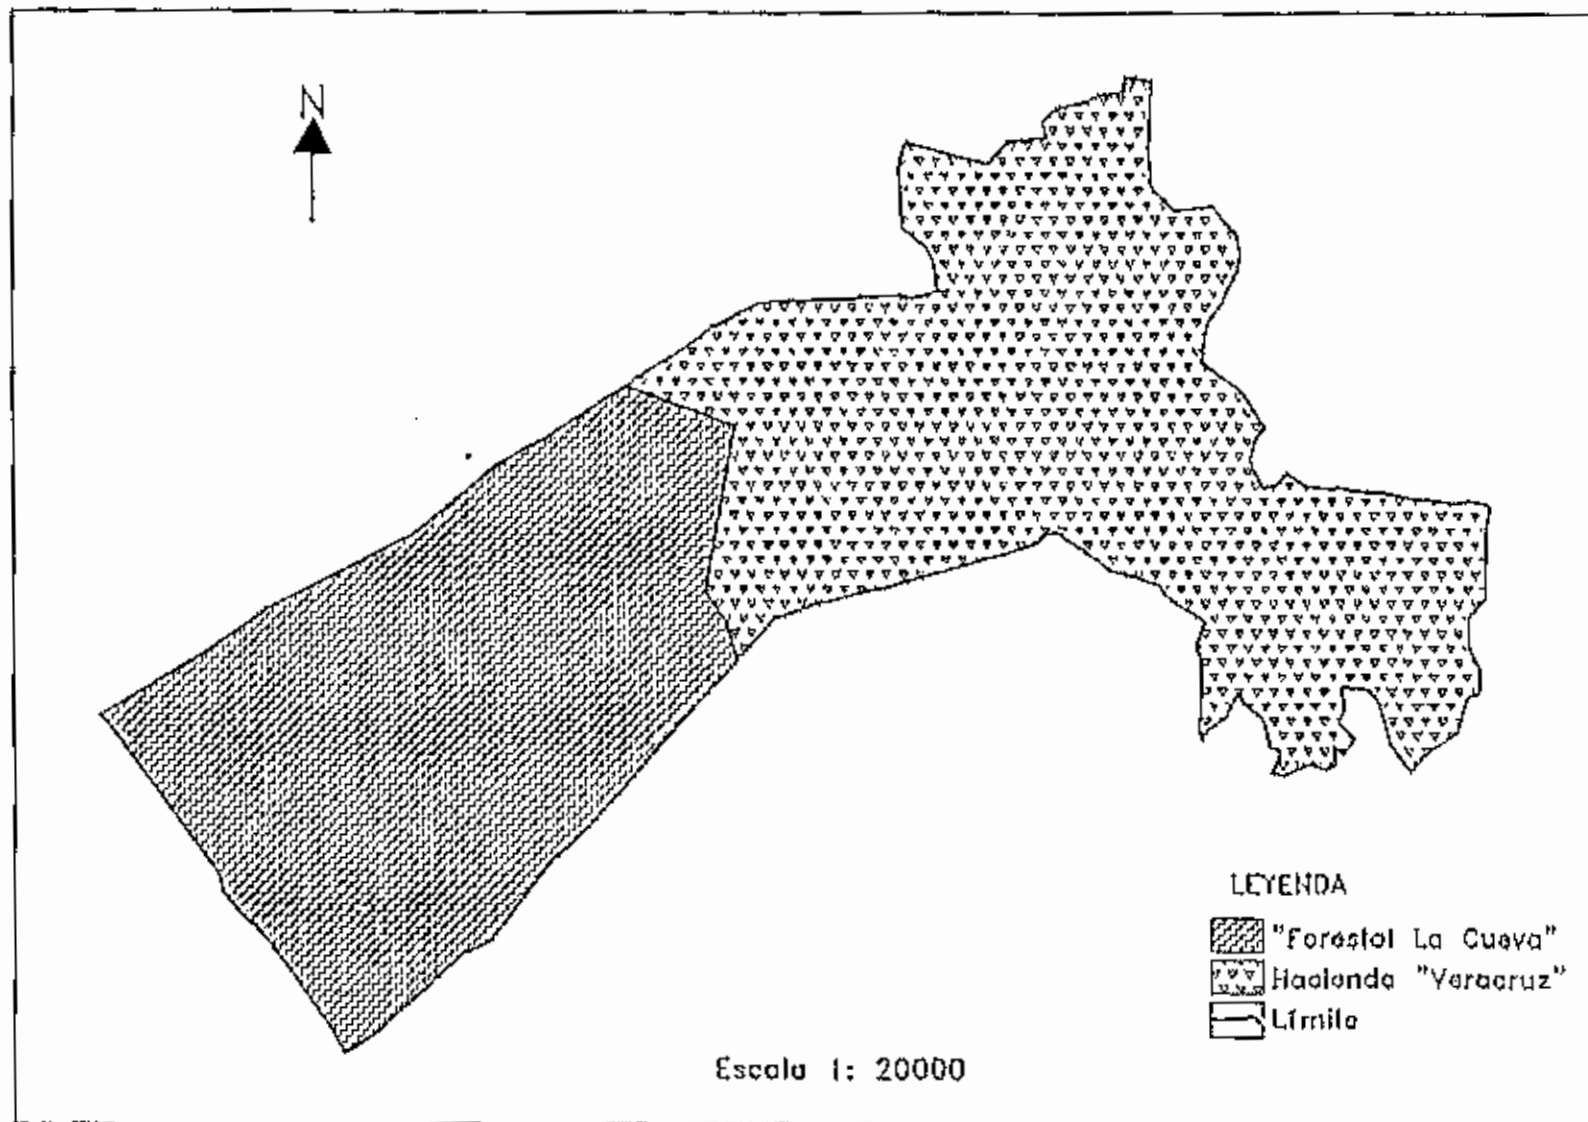 N
LEYENDA
"Forestal La Cueva"
Hacienda "Veracruz"
Límite
Escala 1: 20000